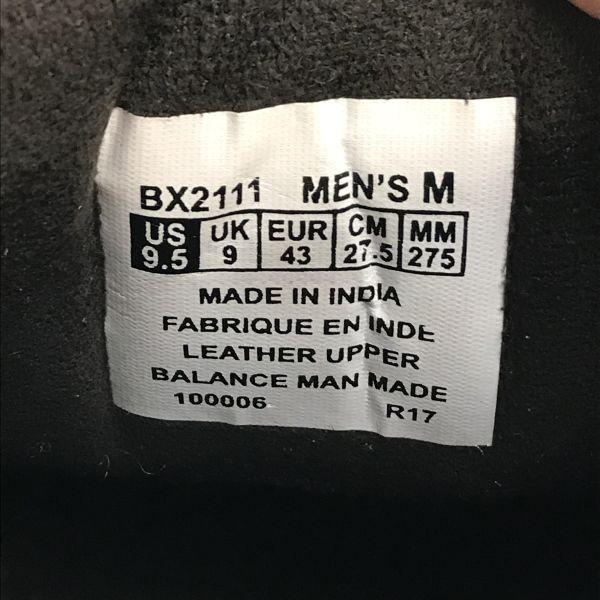 BX2111 MEN'S M
US UK EUR CM MM
9.5 9 43 27.5 275
MADE IN INDIA
FABRIQUE EN INDE
LEATHER UPPER
BALANCE MAN MADE
100006 R17